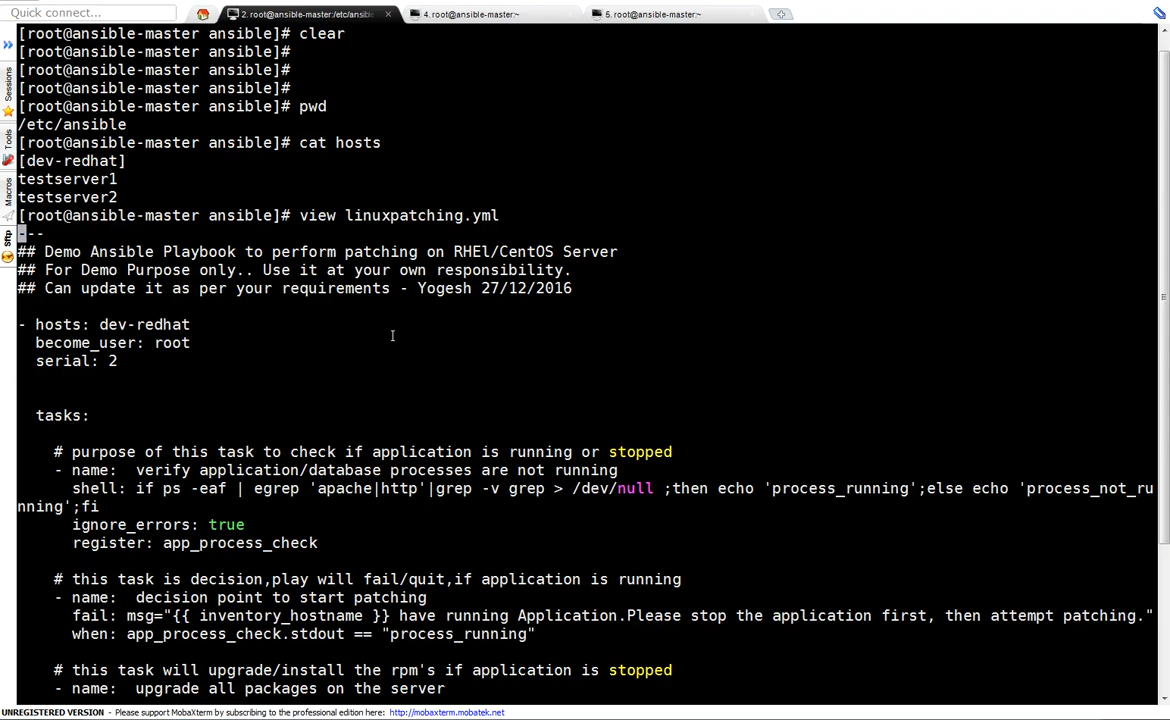 Quick connect...
2. root@ansible-master:/etc/ansible
4. root@ansible-master:~
5. root@ansible-master:~
Sessions
Tools
Macros
Sftp
[root@ansible-master ansible]# clear
[root@ansible-master ansible]#
[root@ansible-master ansible]#
[root@ansible-master ansible]#
[root@ansible-master ansible]# pwd
/etc/ansible
[root@ansible-master ansible]# cat hosts
[dev-redhat]
testserver1
testserver2
[root@ansible-master ansible]# view linuxpatching.yml
---
## Demo Ansible Playbook to perform patching on RHEl/CentOS Server
## For Demo Purpose only.. Use it at your own responsibility.
## Can update it as per your requirements - Yogesh 27/12/2016
- hosts: dev-redhat
become_user: root
serial: 2
tasks:
# purpose of this task to check if application is running or stopped
- name:  verify application/database processes are not running
shell: if ps -eaf | egrep 'apache|http'|grep -v grep > /dev/null ;then echo 'process_running';else echo 'process_not_ru
nning';fi
ignore_errors: true
register: app_process_check
# this task is decision,play will fail/quit,if application is running
- name:  decision point to start patching
fail: msg="{{ inventory_hostname }} have running Application.Please stop the application first, then attempt patching."
when: app_process_check.stdout == "process_running"
# this task will upgrade/install the rpm's if application is stopped
- name:  upgrade all packages on the server
UNREGISTERED VERSION - Please support MobaXterm by subscribing to the professional edition here: http://mobaxterm.mobatek.net